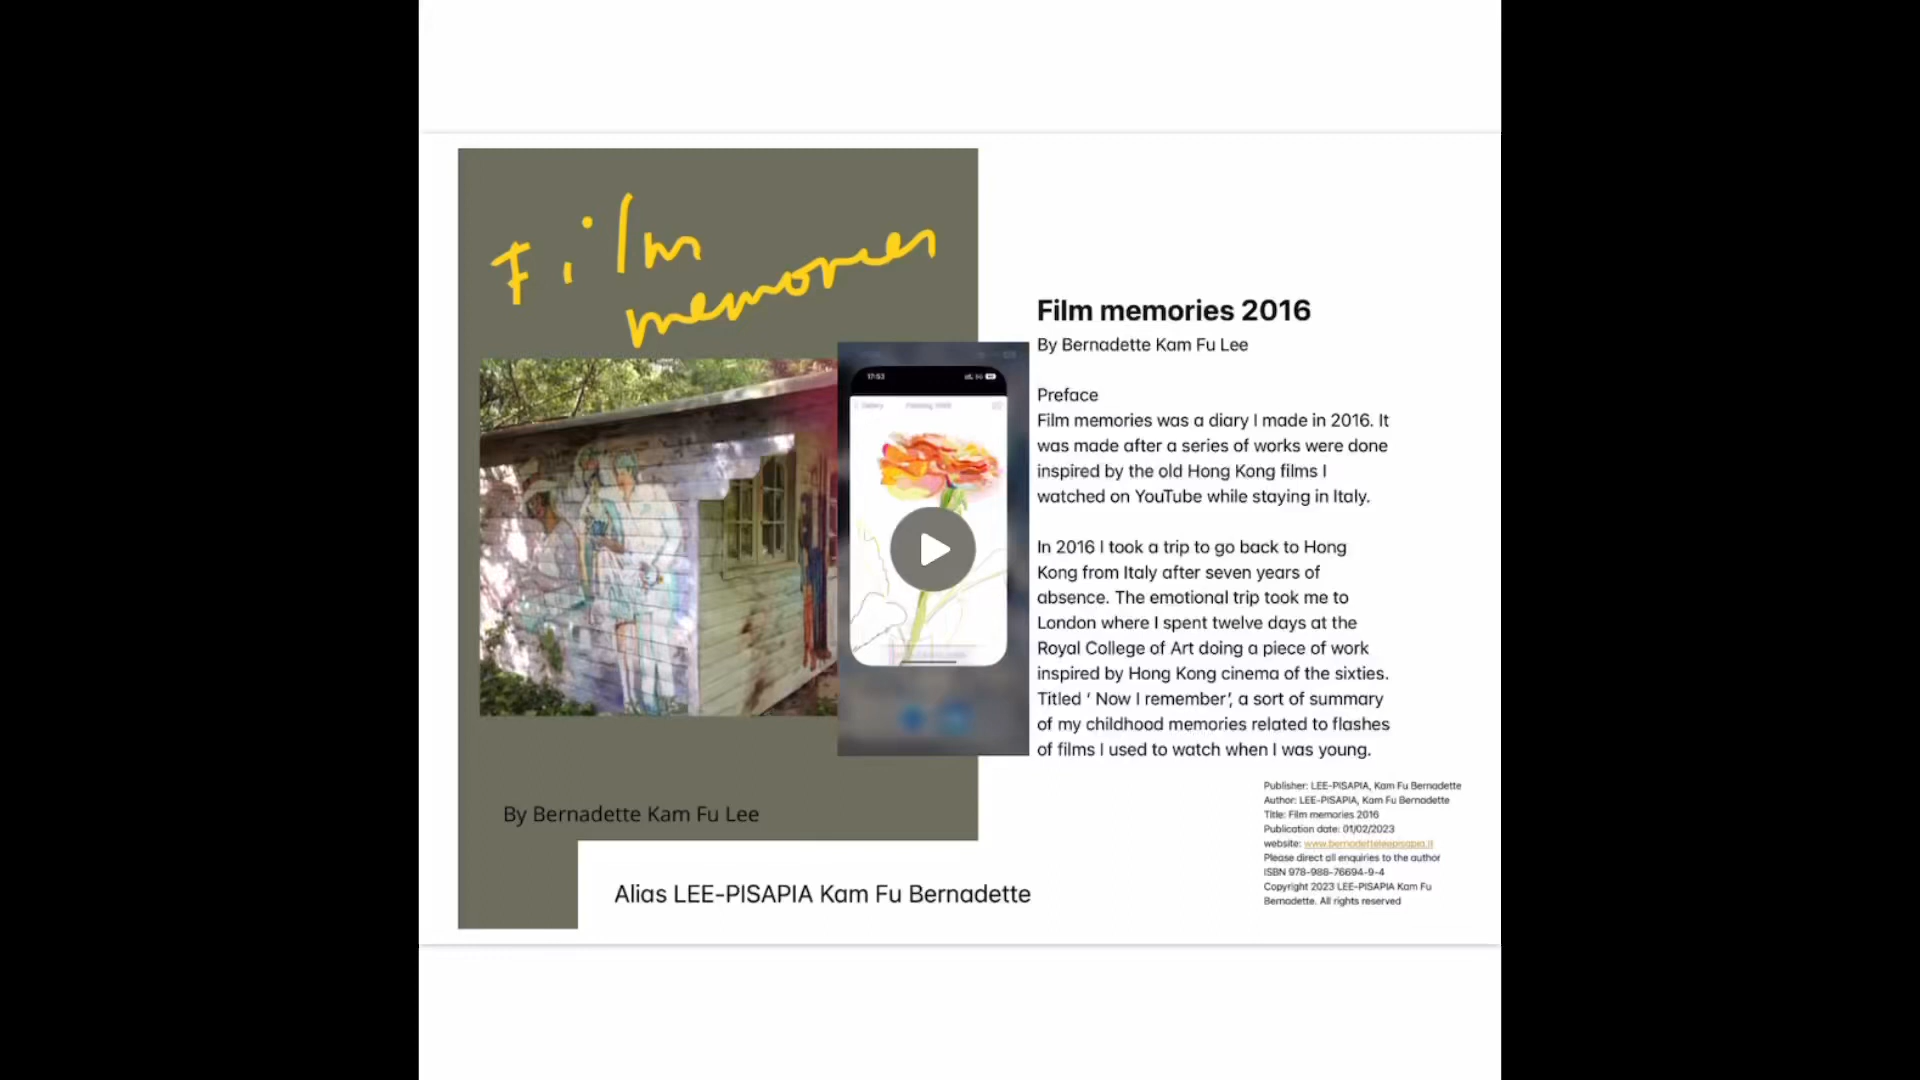 Film
memories
17:53
By Bernadette Kam Fu Lee
Alias LEE-PISAPIA Kam Fu Bernadette
Film memories 2016
By Bernadette Kam Fu Lee
Preface
Film memories was a diary I made in 2016. It
was made after a series of works were done
inspired by the old Hong Kong films I
watched on YouTube while staying in Italy.
In 2016 I took a trip to go back to Hong
Kong from Italy after seven years of
absence. The emotional trip took me to
London where I spent twelve days at the
Royal College of Art doing a piece of work
inspired by Hong Kong cinema of the sixties.
Titled ‘ Now I remember’, a sort of summary
of my childhood memories related to flashes
of films I used to watch when I was young.
Publisher: LEE-PISAPIA, Kam Fu Bernadette
Author: LEE-PISAPIA, Kam Fu Bernadette
Title: Film memories 2016
Publication date: 01/02/2023
website: www.bernadetteleepisapia.it
Please direct all enquiries to the author
ISBN 978-988-76694-9-4
Copyright 2023 LEE-PISAPIA Kam Fu
Bernadette. All rights reserved